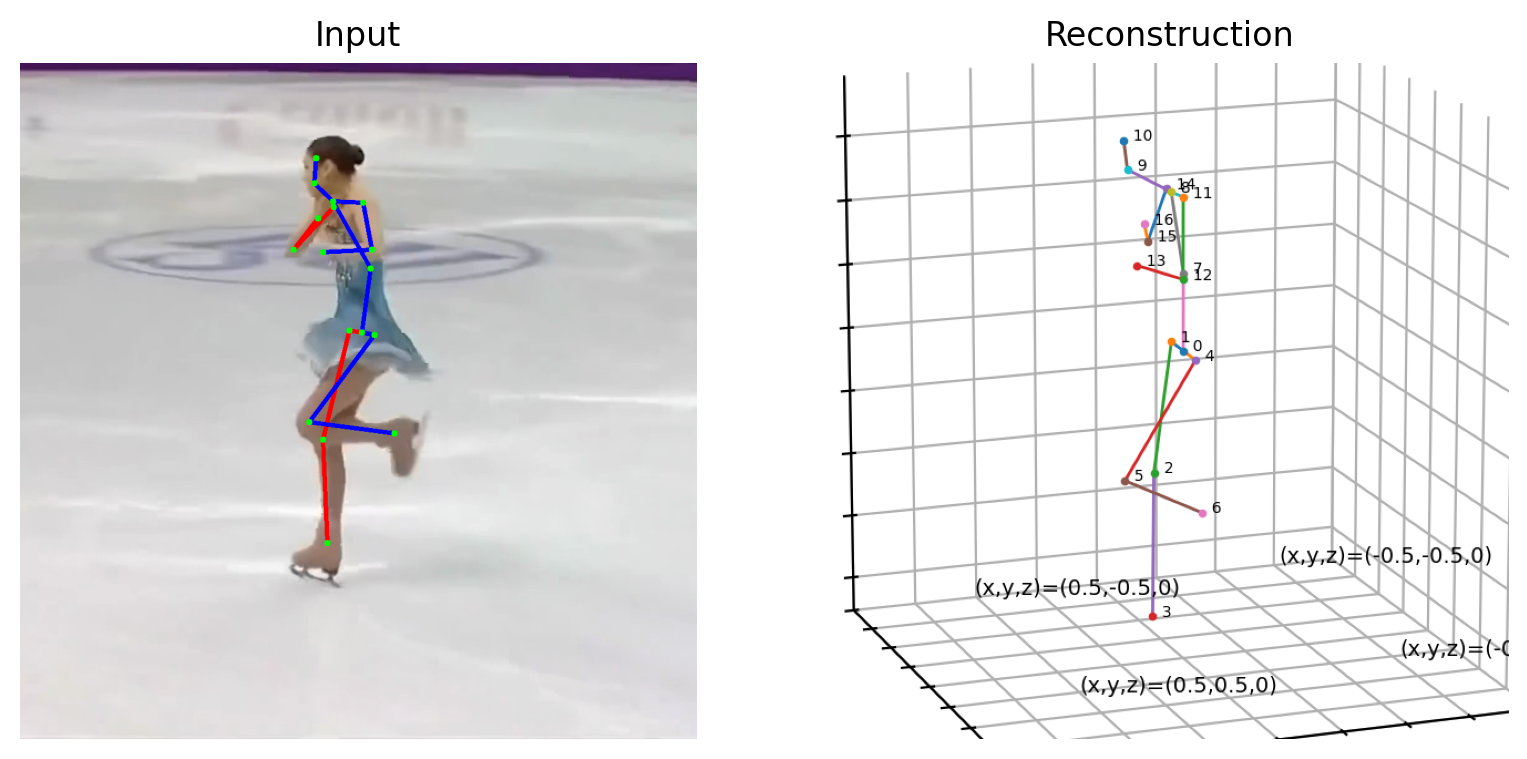 Input
Reconstruction
10
9
14
8
11
16
15
13
7
12
1
0
4
2
5
6
3
(x,y,z)=(-0.5,-0.5,0)
(x,y,z)=(0.5,-0.5,0)
(x,y,z)=(-0
(x,y,z)=(0.5,0.5,0)